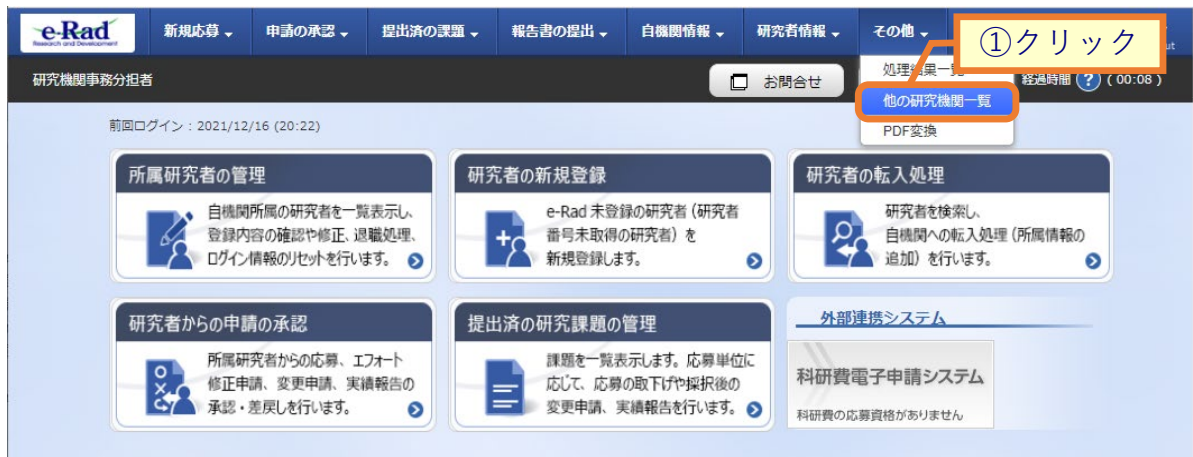 e-Rad
Research and Development
新規応募
申請の承認
提出済の課題
報告書の提出
自機関情報
研究者情報
その他
①クリック
研究機関事務分担者
お問合せ
処理結果一覧
経過時間 ? ( 00:08 )
他の研究機関一覧
PDF変換
前回ログイン : 2021/12/16 (20:22)
所属研究者の管理
自機関所属の研究者を一覧表示し、
登録内容の確認や修正、退職処理、
ログイン情報のリセットを行います。
研究者の新規登録
e-Rad 未登録の研究者 (研究者
番号未取得の研究者) を
新規登録します。
研究者の転入処理
研究者を検索し、
自機関への転入処理 (所属情報の
追加) を行います。
研究者からの申請の承認
所属研究者からの応募、エフォート
修正申請、変更申請、実績報告の
承認・差戻しを行います。
提出済の研究課題の管理
課題を一覧表示します。応募単位に
応じて、応募の取下げや採択後の
変更申請、実績報告を行います。
外部連携システム
科研費電子申請システム
科研費の応募資格がありません